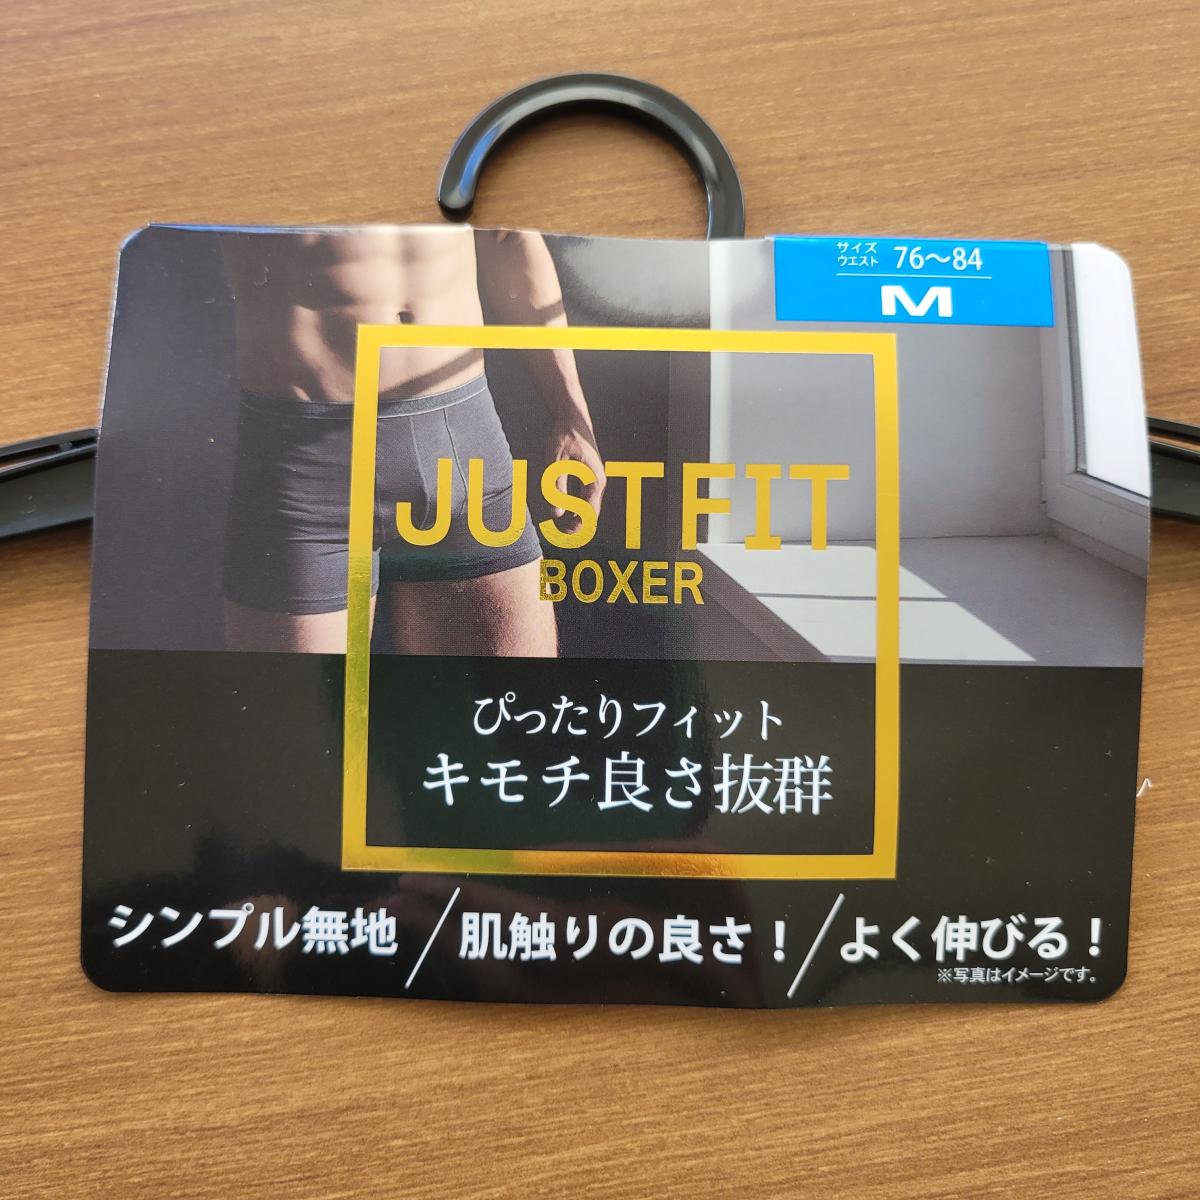 サイズ
ウエスト 76〜84
M
JUST FIT
BOXER
ぴったりフィット
キモチ良さ抜群
シンプル無地／肌触りの良さ！／よく伸びる！
※写真はイメージです。